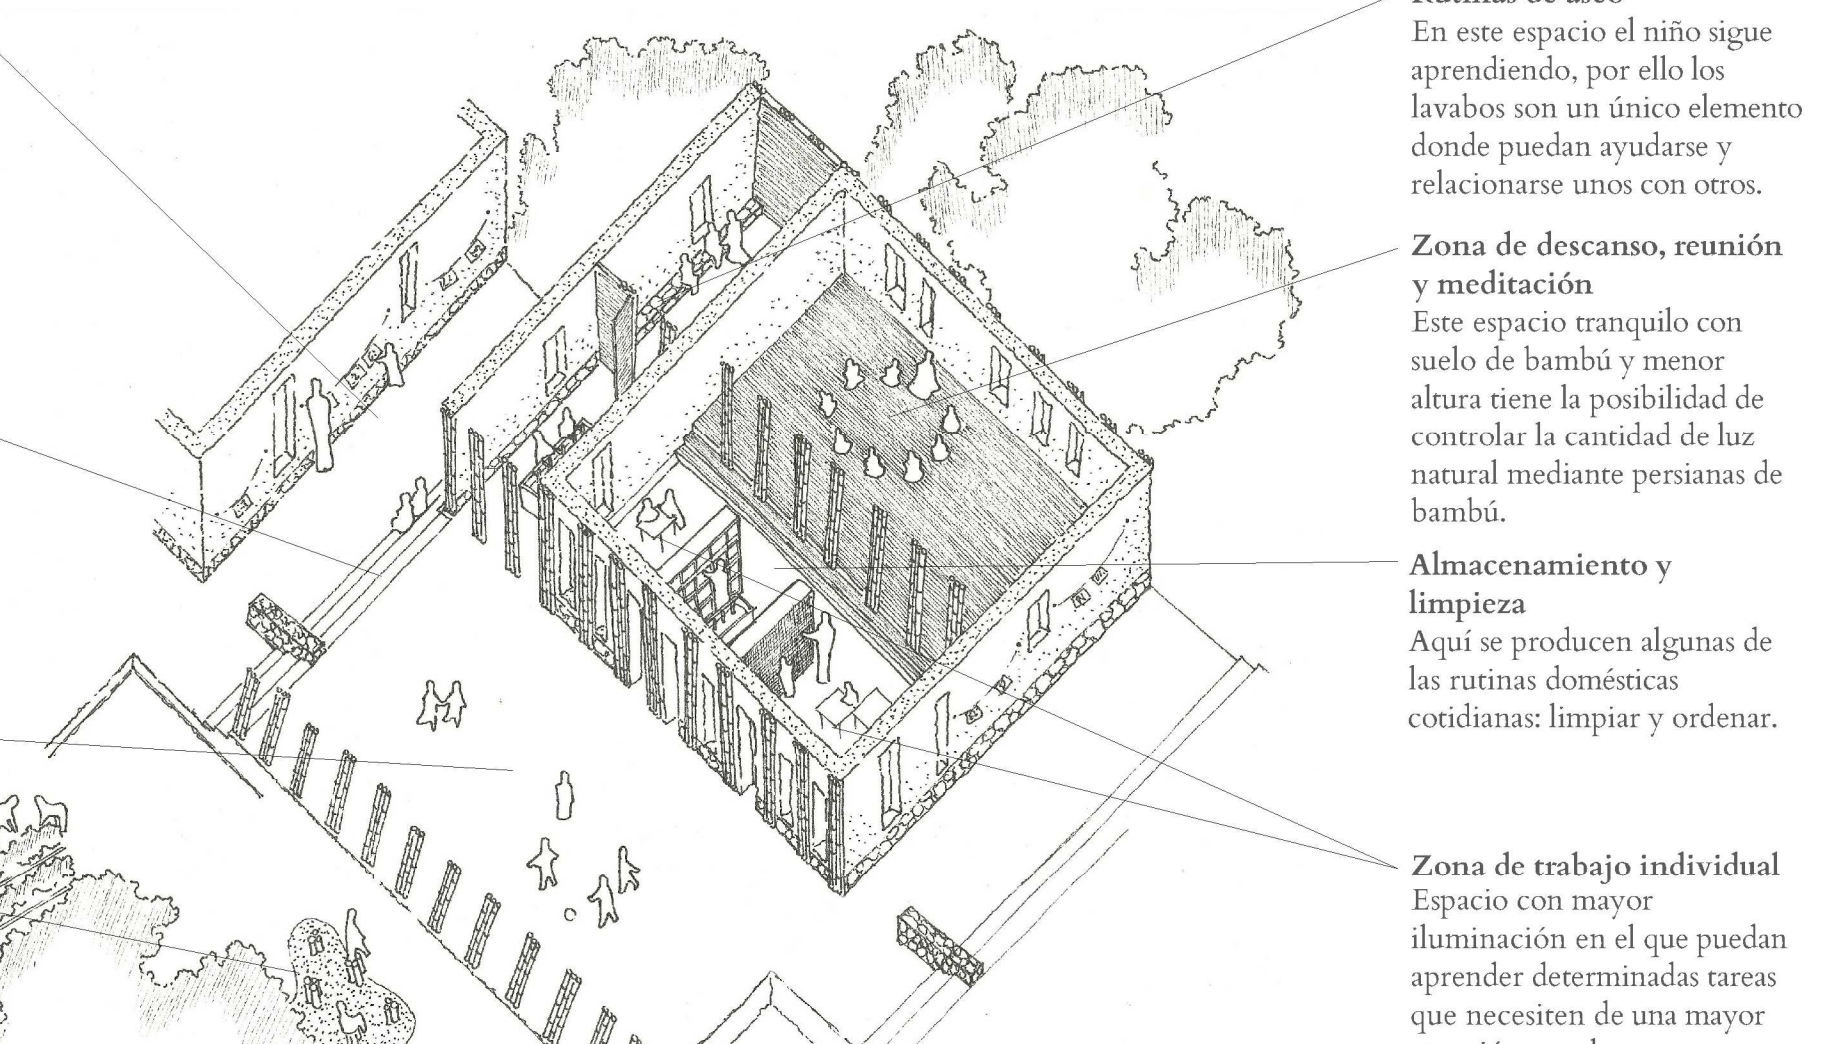 Rutinas de aseo
En este espacio el niño sigue
aprendiendo, por ello los
lavabos son un único elemento
donde puedan ayudarse y
relacionarse unos con otros.
Zona de descanso, reunión
y meditación
Este espacio tranquilo con
suelo de bambú y menor
altura tiene la posibilidad de
controlar la cantidad de luz
natural mediante persianas de
bambú.
Almacenamiento y
limpieza
Aquí se producen algunas de
las rutinas domésticas
cotidianas: limpiar y ordenar.
Zona de trabajo individual
Espacio con mayor
iluminación en el que puedan
aprender determinadas tareas
que necesiten de una mayor